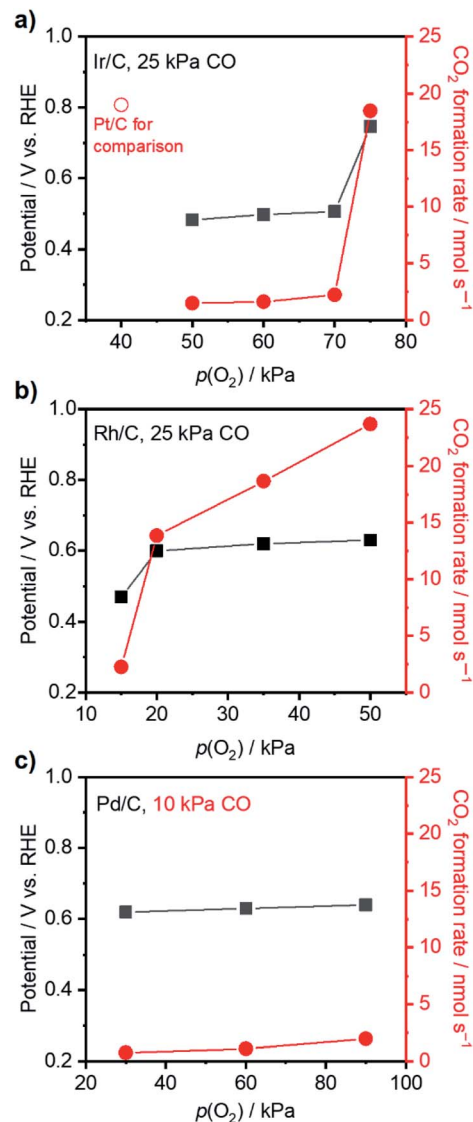 a)
Ir/C, 25 kPa CO
Pt/C for
comparison
Potential / V vs. RHE
1.0
0.8
0.6
0.4
0.2
CO₂ formation rate / nmol s⁻¹
25
20
15
10
5
0
40 50 60 70 80
p(O₂) / kPa
b)
Rh/C, 25 kPa CO
Potential / V vs. RHE
1.0
0.8
0.6
0.4
0.2
CO₂ formation rate / nmol s⁻¹
25
20
15
10
5
0
10 20 30 40 50
p(O₂) / kPa
c)
Pd/C, 10 kPa CO
Potential / V vs. RHE
1.0
0.8
0.6
0.4
0.2
CO₂ formation rate / nmol s⁻¹
25
20
15
10
5
0
20 40 60 80 100
p(O₂) / kPa